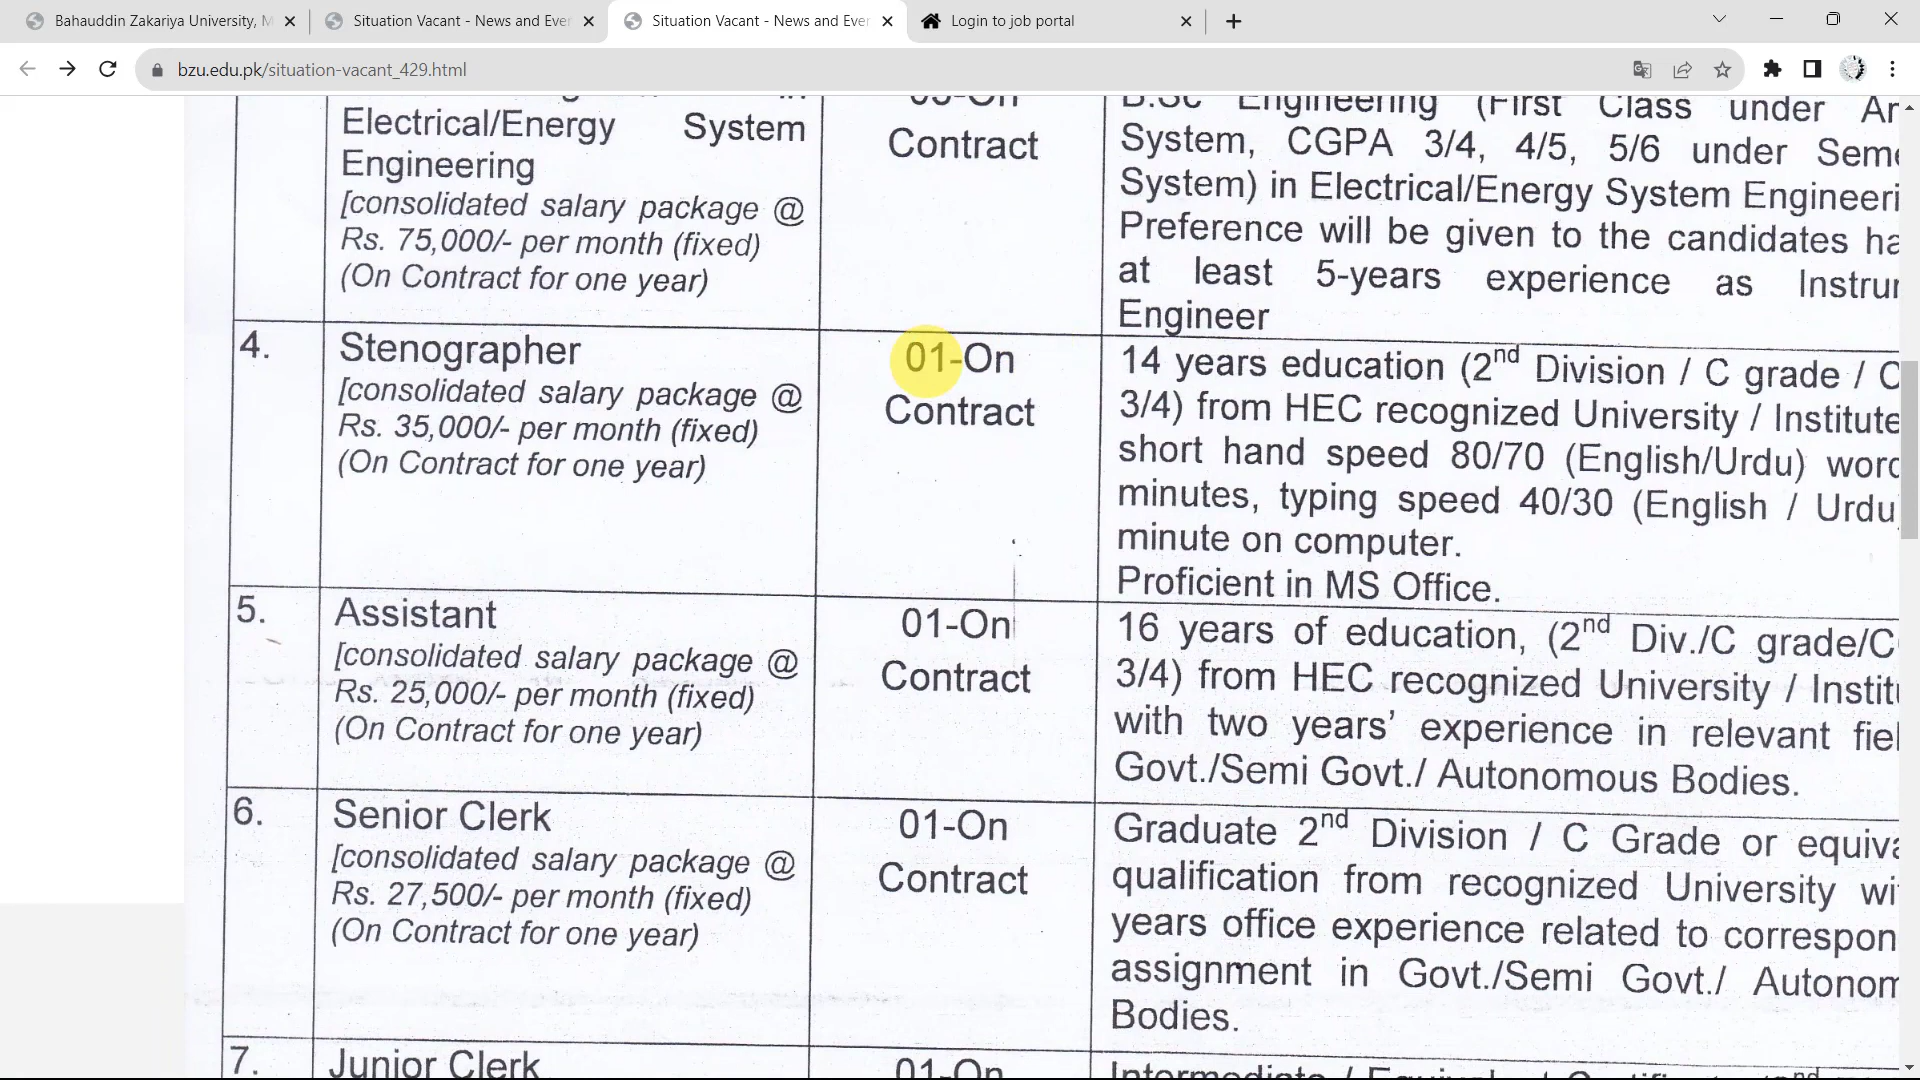 Bahauddin Zakariya University, M
Situation Vacant - News and Even
Situation Vacant - News and Even
Login to job portal
bzu.edu.pk/situation-vacant_429.html
Electrical/Energy System
Engineering
[consolidated salary package @
Rs. 75,000/- per month (fixed)
(On Contract for one year)
Contract
B.Sc Engineering (First Class under An
System, CGPA 3/4, 4/5, 5/6 under Seme
System) in Electrical/Energy System Engineeri
Preference will be given to the candidates ha
at least 5-years experience as Instrum
Engineer
4.
Stenographer
[consolidated salary package @
Rs. 35,000/- per month (fixed)
(On Contract for one year)
01-On
Contract
14 years education (2nd Division / C grade / C
3/4) from HEC recognized University / Institute
short hand speed 80/70 (English/Urdu) word
minutes, typing speed 40/30 (English / Urdu
minute on computer.
Proficient in MS Office.
5.
Assistant
[consolidated salary package @
Rs. 25,000/- per month (fixed)
(On Contract for one year)
01-On
Contract
16 years of education, (2nd Div./C grade/C
3/4) from HEC recognized University / Institu
with two years' experience in relevant fiel
Govt./Semi Govt./ Autonomous Bodies.
6.
Senior Clerk
[consolidated salary package @
Rs. 27,500/- per month (fixed)
(On Contract for one year)
01-On
Contract
Graduate 2nd Division / C Grade or equiva
qualification from recognized University wi
years office experience related to correspon
assignment in Govt./Semi Govt./ Autonom
Bodies.
7.
Junior Clerk
01-On